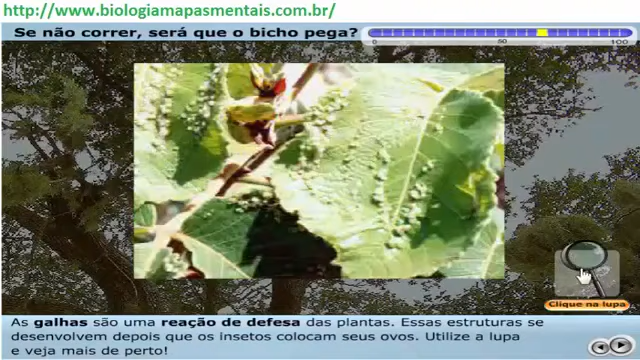 http://www.biologiamapasmentais.com.br/
Se não correr, será que o bicho pega?
0 50 100
Clique na lupa
As galhas são uma reação de defesa das plantas. Essas estruturas se
desenvolvem depois que os insetos colocam seus ovos. Utilize a lupa
e veja mais de perto!